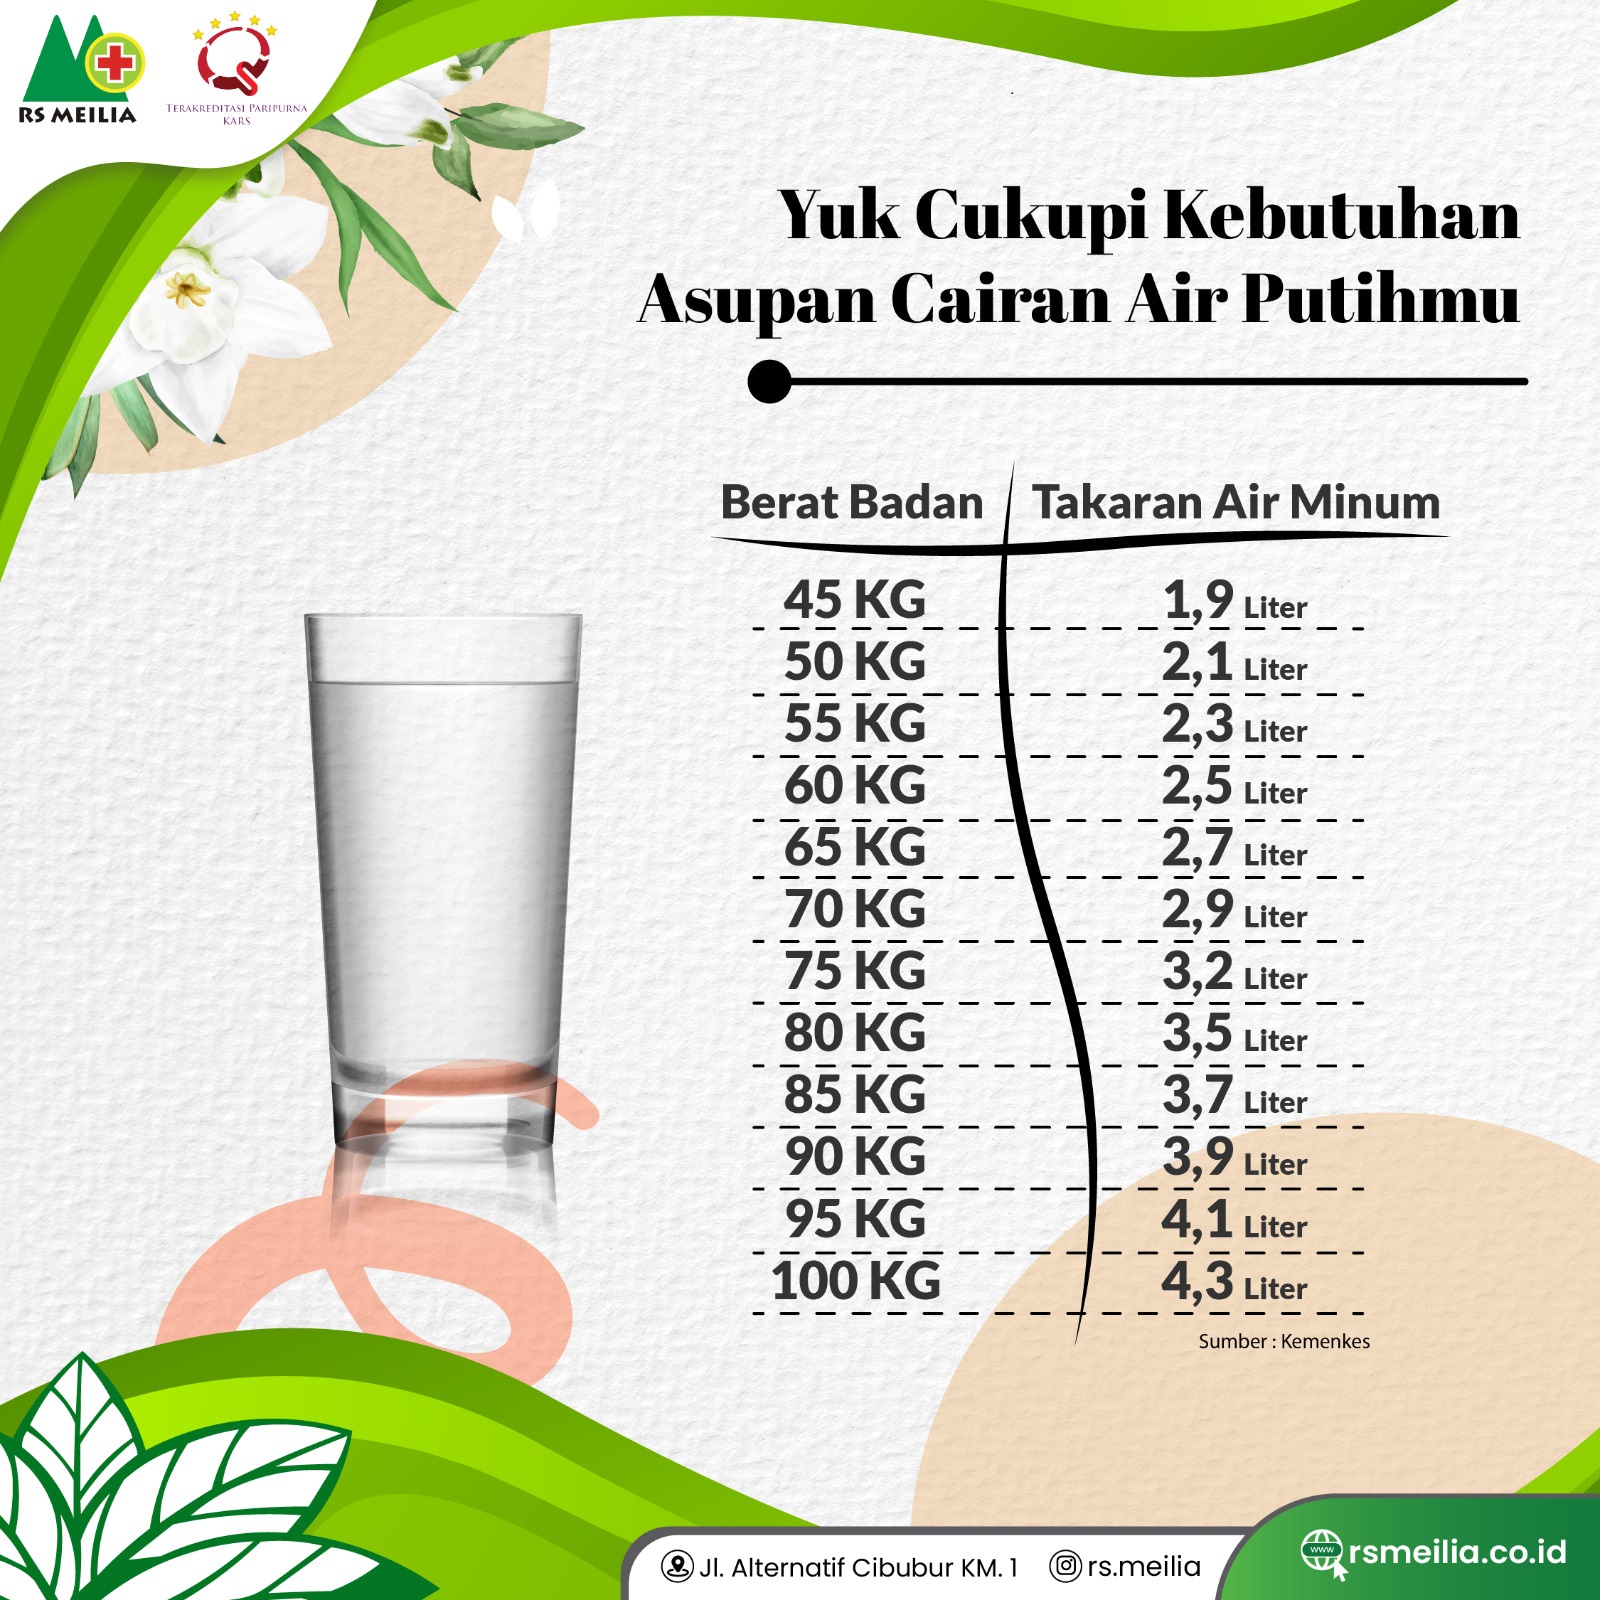 RS MEILIA
TERAKREDITASI PARIPURNA
KARS
Yuk Cukupi Kebutuhan
Asupan Cairan Air Putihmu
Berat Badan Takaran Air Minum
45 KG 1,9 Liter
50 KG 2,1 Liter
55 KG 2,3 Liter
60 KG 2,5 Liter
65 KG 2,7 Liter
70 KG 2,9 Liter
75 KG 3,2 Liter
80 KG 3,5 Liter
85 KG 3,7 Liter
90 KG 3,9 Liter
95 KG 4,1 Liter
100 KG 4,3 Liter
Sumber : Kemenkes
Jl. Alternatif Cibubur KM. 1 rs.meilia www rsmeilia.co.id